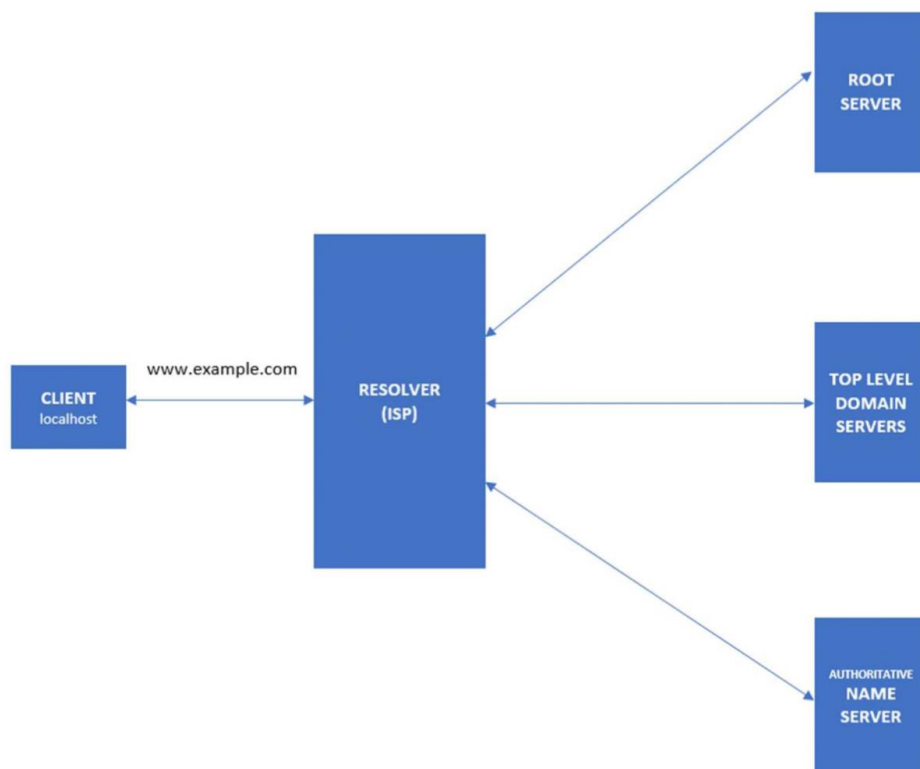 ROOT
SERVER
www.example.com
CLIENT
localhost
RESOLVER
(ISP)
TOP LEVEL
DOMAIN
SERVERS
AUTHORITATIVE
NAME
SERVER